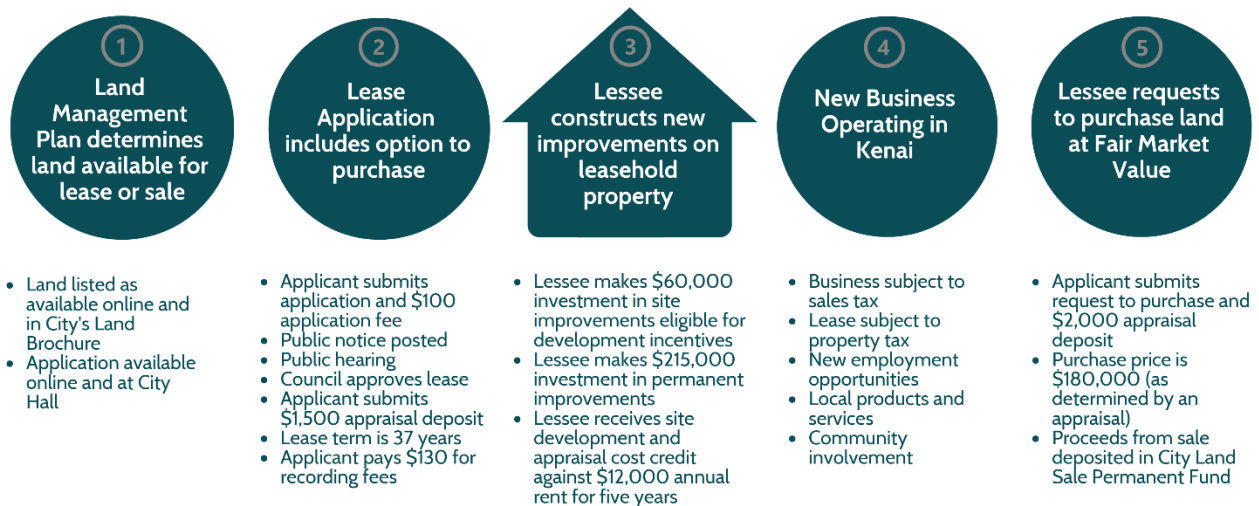 1
Land
Management
Plan determines
land available for
lease or sale
• Land listed as
available online and
in City's Land
Brochure
• Application available
online and at City
Hall
2
Lease
Application
includes option to
purchase
• Applicant submits
application and $100
application fee
• Public notice posted
• Public hearing
• Council approves lease
• Applicant submits
$1,500 appraisal deposit
• Lease term is 37 years
• Applicant pays $130 for
recording fees
3
Lessee
constructs new
improvements on
leasehold
property
• Lessee makes $60,000
investment in site
improvements eligible for
development incentives
• Lessee makes $215,000
investment in permanent
improvements
• Lessee receives site
development and
appraisal cost credit
against $12,000 annual
rent for five years
4
New Business
Operating in
Kenai
• Business subject to
sales tax
• Lease subject to
property tax
• New employment
opportunities
• Local products and
services
• Community
involvement
5
Lessee requests
to purchase land
at Fair Market
Value
• Applicant submits
request to purchase and
$2,000 appraisal
deposit
• Purchase price is
$180,000 (as
determined by an
appraisal)
• Proceeds from sale
deposited in City Land
Sale Permanent Fund